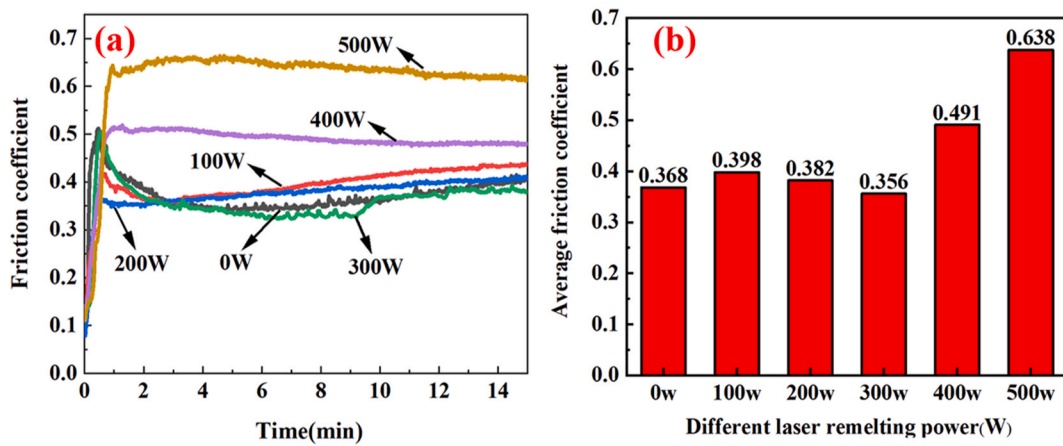 (a)
Friction coefficient
0.7
0.6
0.5
0.4
0.3
0.2
0.1
0.0
500W
400W
100W
200W
0W
300W
0 2 4 6 8 10 12 14
Time(min)
(b)
Average friction coefficient
0.7
0.6
0.5
0.4
0.3
0.2
0.1
0.0
0.368
0.398
0.382
0.356
0.491
0.638
0w 100w 200w 300w 400w 500w
Different laser remelting power(W)